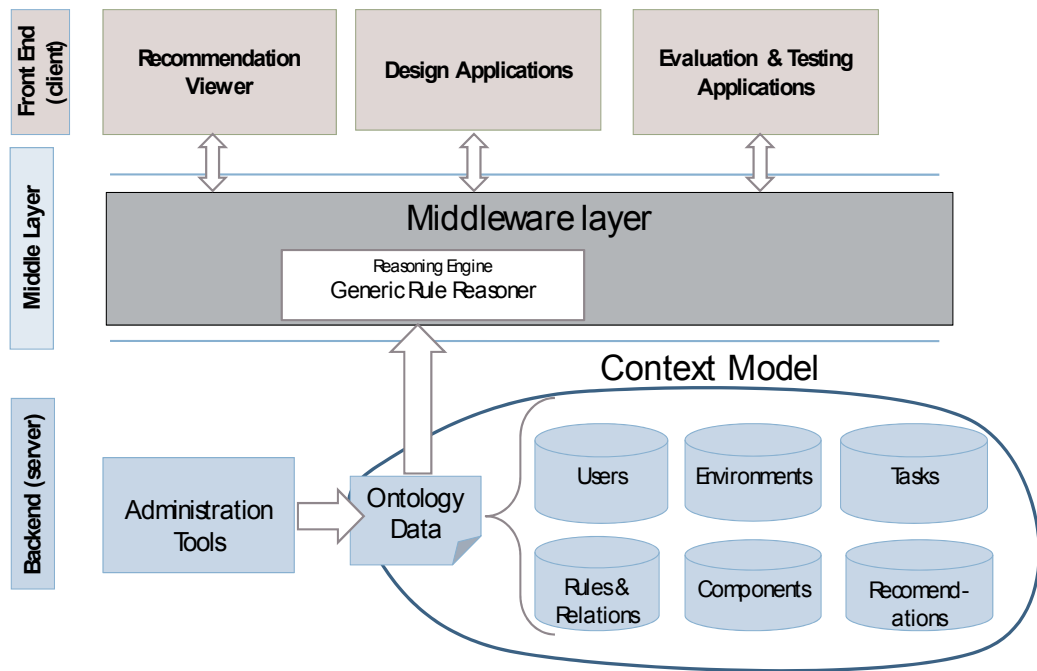 Front End
(client)
Recommendation
Viewer
Design Applications
Evaluation & Testing
Applications
Middle Layer
Middleware layer
Reasoning Engine
Generic Rule Reasoner
Context Model
Backend (server)
Administration
Tools
Ontology
Data
Users
Environments
Tasks
Rules &
Relations
Components
Recomend-
ations